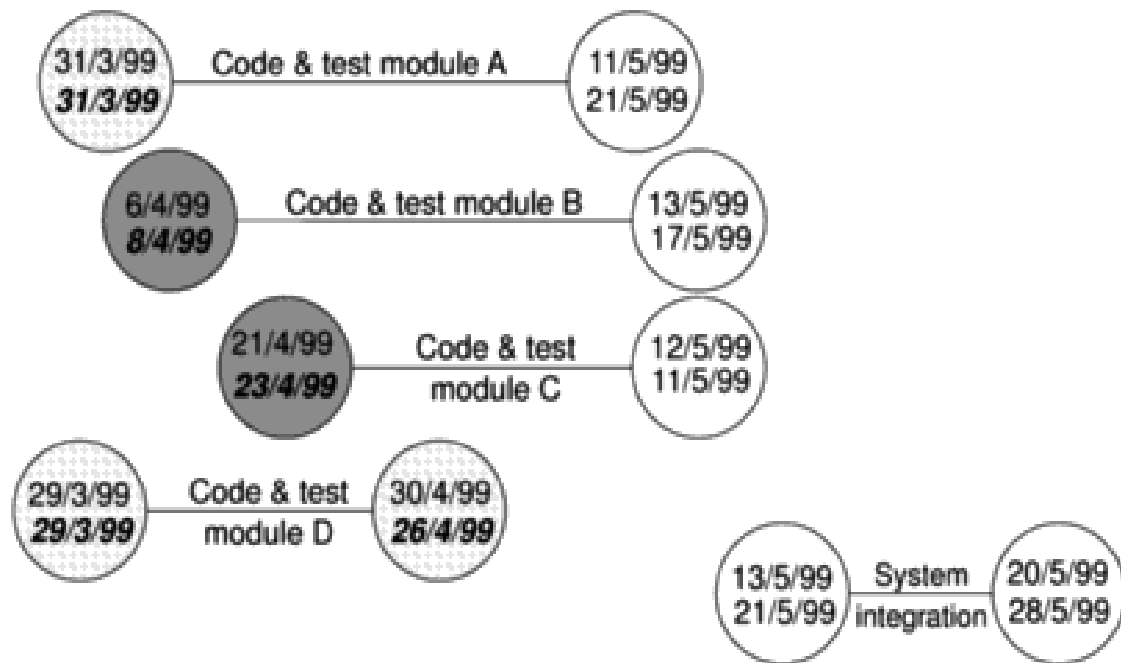 31/3/99
31/3/99
Code & test module A
11/5/99
21/5/99
6/4/99
8/4/99
Code & test module B
13/5/99
17/5/99
21/4/99
23/4/99
Code & test
module C
12/5/99
11/5/99
29/3/99
29/3/99
Code & test
module D
30/4/99
26/4/99
13/5/99
21/5/99
System
integration
20/5/99
28/5/99